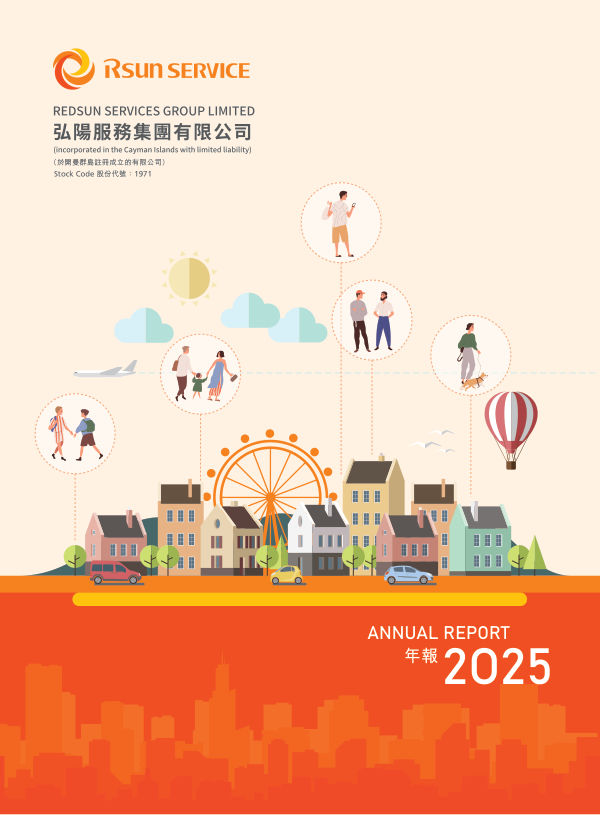 RSUN SERVICE
REDSUN SERVICES GROUP LIMITED
弘陽服務集團有限公司
(incorporated in the Cayman Islands with limited liability)
(於開曼群島註冊成立的有限公司)
Stock Code 股份代號：1971
ANNUAL REPORT
年報 2025